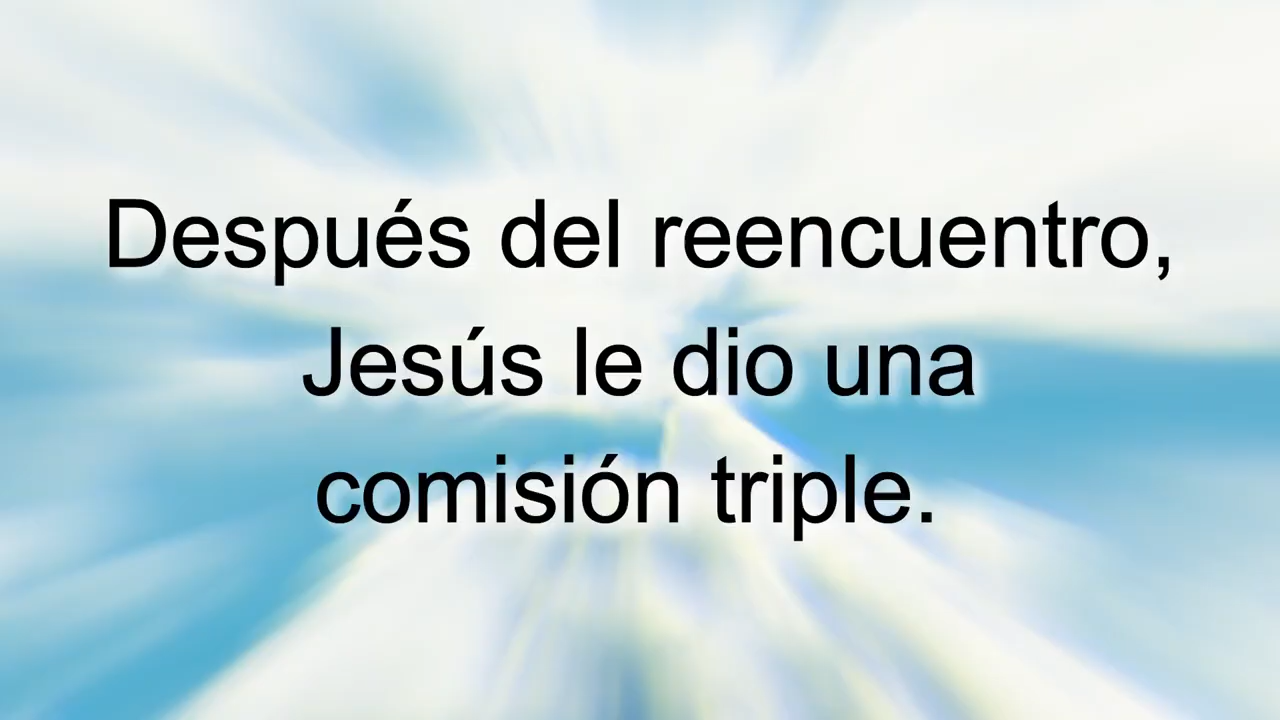 Después del reencuentro,
Jesús le dio una
comisión triple.